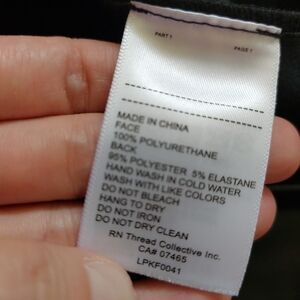 PART 1 PAGE 1
MADE IN CHINA
FACE
100% POLYURETHANE
BACK
95% POLYESTER 5% ELASTANE
HAND WASH IN COLD WATER
WASH WITH LIKE COLORS
DO NOT BLEACH
HANG TO DRY
DO NOT IRON
DO NOT DRY CLEAN
RN Thread Collective Inc.
CA# 07465
LPKF0041